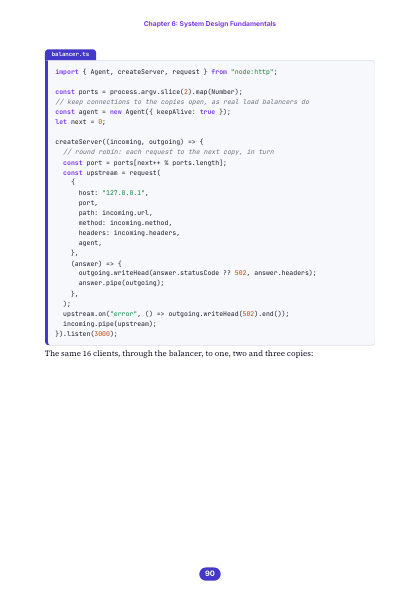 Chapter 6: System Design Fundamentals
balancer.ts
import { Agent, createServer, request } from "node:http";
const ports = process.argv.slice(2).map(Number);
// keep connections to the copies open, as real load balancers do
const agent = new Agent({ keepAlive: true });
let next = 0;
createServer((incoming, outgoing) => {
// round robin: each request to the next copy, in turn
const port = ports[next++ % ports.length];
const upstream = request(
{
host: "127.0.0.1",
port,
path: incoming.url,
method: incoming.method,
headers: incoming.headers,
agent,
},
(answer) => {
outgoing.writeHead(answer.statusCode ?? 502, answer.headers);
answer.pipe(outgoing);
},
);
upstream.on("error", () => outgoing.writeHead(502).end());
incoming.pipe(upstream);
}).listen(3000);
The same 16 clients, through the balancer, to one, two and three copies:
90